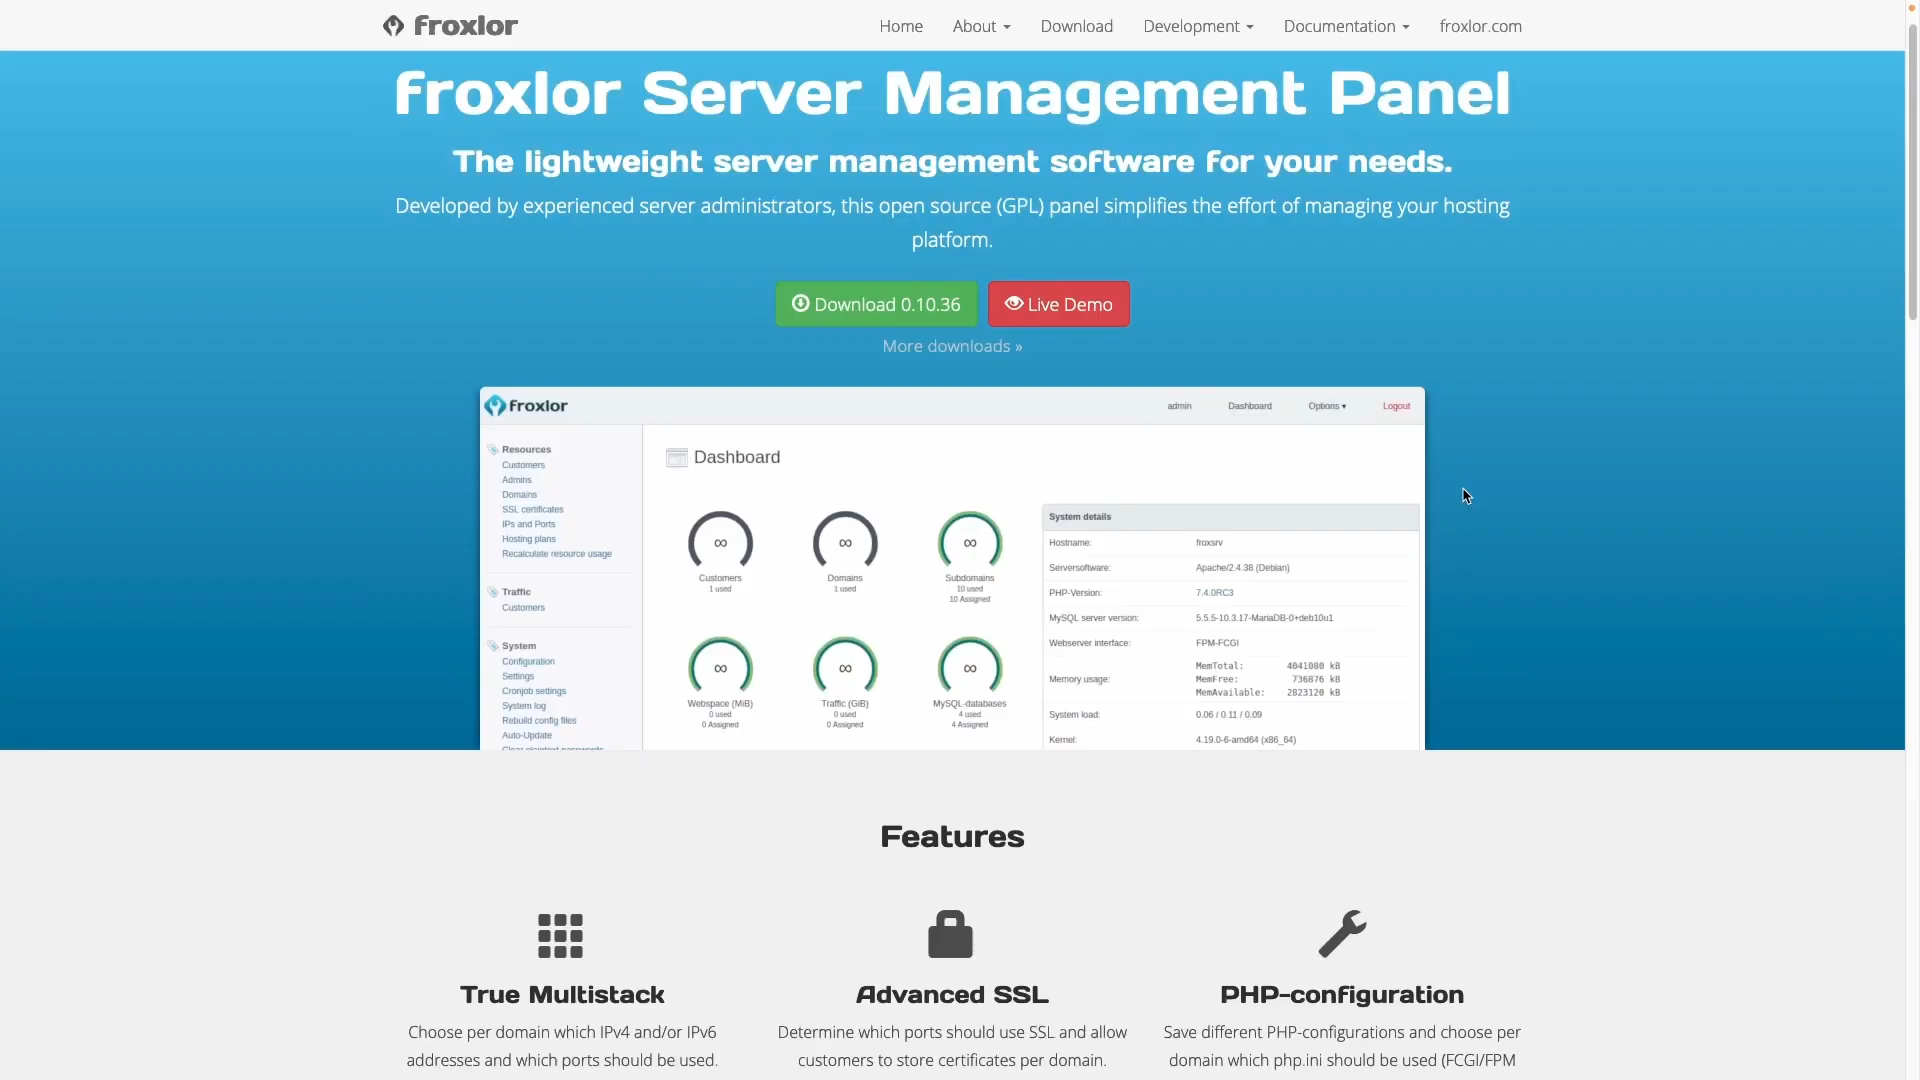 froxlor
Home
About
Download
Development
Documentation
froxlor.com
froxlor Server Management Panel
The lightweight server management software for your needs.
Developed by experienced server administrators, this open source (GPL) panel simplifies the effort of managing your hosting
platform.
Download 0.10.36
Live Demo
More downloads »
froxlor
admin
Dashboard
Options ▾
Logout
Resources
Customers
Admins
Domains
SSL certificates
IPs and Ports
Hosting plans
Recalculate resource usage
Traffic
Customers
System
Configuration
Settings
Cronjob settings
System log
Rebuild config files
Auto-Update
Clear plaintext passwords
Dashboard
∞
Customers
1 used
∞
Domains
1 used
∞
Subdomains
10 used
10 Assigned
∞
Webspace (MiB)
0 used
0 Assigned
∞
Traffic (GiB)
0 used
0 Assigned
∞
MySQL-databases
4 used
4 Assigned
System details
Hostname: froxsrv
Serversoftware: Apache/2.4.38 (Debian)
PHP-Version: 7.4.0RC3
MySQL server version: 5.5.5-10.3.17-MariaDB-0+deb10u1
Webserver interface: FPM-FCGI
Memory usage:
MemTotal: 4041080 kB
MemFree: 736876 kB
MemAvailable: 2823120 kB
System load: 0.06 / 0.11 / 0.09
Kernel: 4.19.0-6-amd64 (x86_64)
Features
True Multistack
Choose per domain which IPv4 and/or IPv6
addresses and which ports should be used.
Advanced SSL
Determine which ports should use SSL and allow
customers to store certificates per domain.
PHP-configuration
Save different PHP-configurations and choose per
domain which php.ini should be used (FCGI/FPM